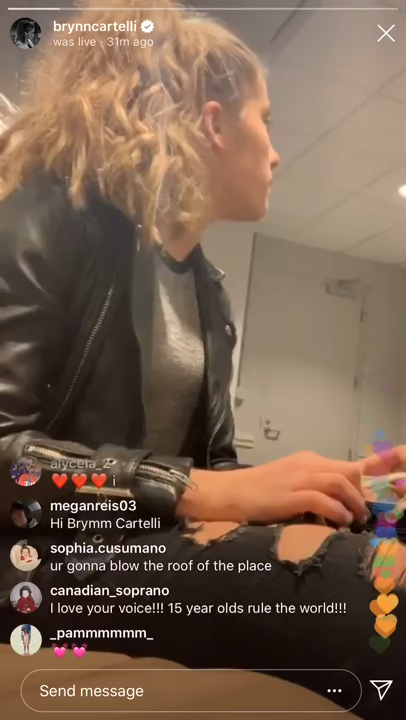 brynncartelli
was live · 31m ago
alycela_2
❤️❤️❤️ i
meganreis03
Hi Brymm Cartelli
sophia.cusumano
ur gonna blow the roof of the place
canadian_soprano
I love your voice!!! 15 year olds rule the world!!!
_pammmmmm_
💓💓
Send message